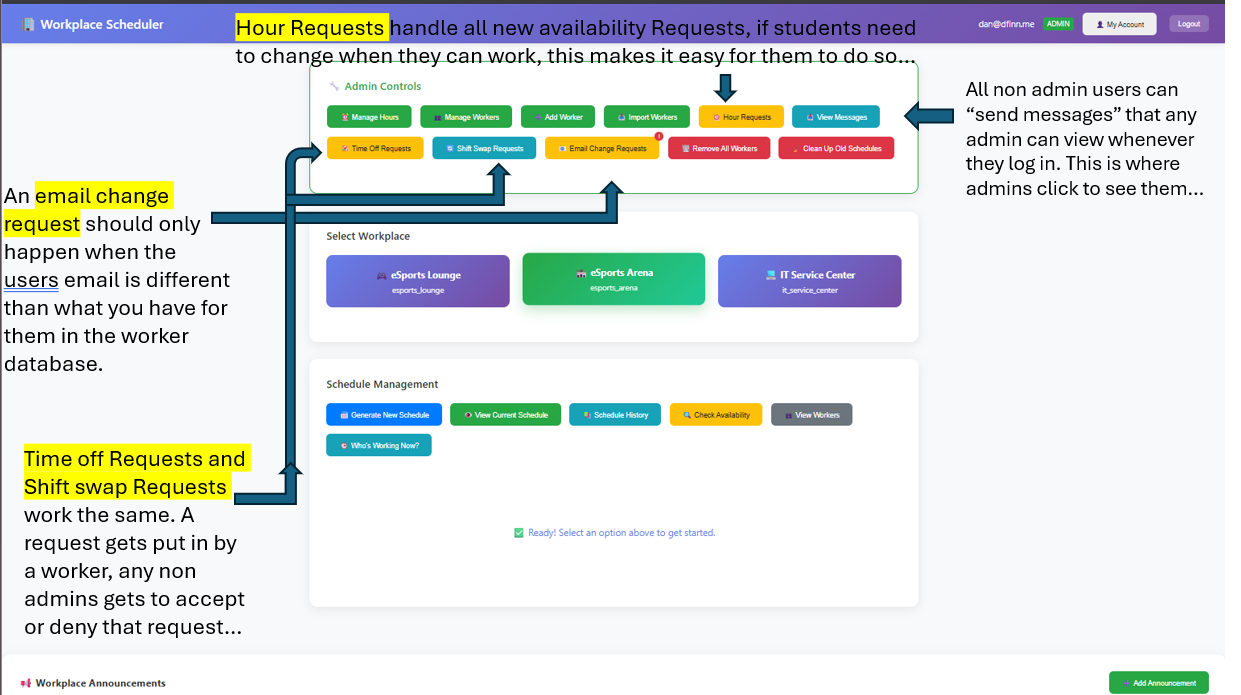 Workplace Scheduler
Hour Requests handle all new availability Requests, if students need
to change when they can work, this makes it easy for them to do so...
dan@dfinn.me ADMIN My Account Logout
Admin Controls
Manage Hours Manage Workers Add Worker Import Workers Hour Requests View Messages
Time Off Requests Shift Swap Requests Email Change Requests ! Remove All Workers Clean Up Old Schedules
All non admin users can
“send messages” that any
admin can view whenever
they log in. This is where
admins click to see them...
An email change
request should only
happen when the
users email is different
than what you have for
them in the worker
database.
Select Workplace
eSports Lounge
esports_lounge
eSports Arena
esports_arena
IT Service Center
it_service_center
Schedule Management
Generate New Schedule View Current Schedule Schedule History Check Availability View Workers
Who's Working Now?
Time off Requests and
Shift swap Requests
work the same. A
request gets put in by
a worker, any non
admins gets to accept
or deny that request...
Ready! Select an option above to get started.
Workplace Announcements
Add Announcement